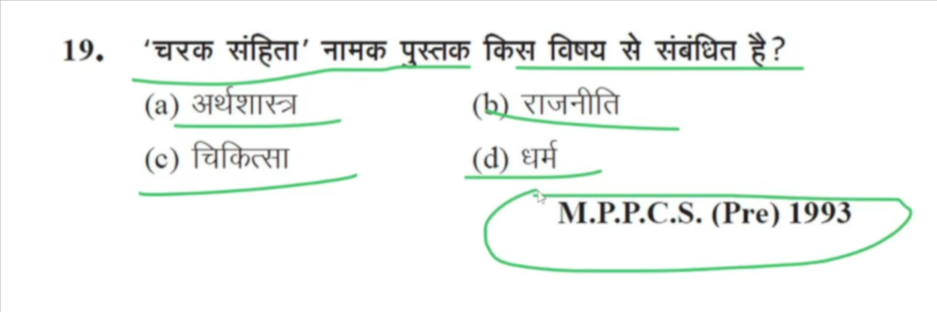 19. ‘चरक संहिता’ नामक पुस्तक किस विषय से संबंधित है?
(a) अर्थशास्त्र (b) राजनीति
(c) चिकित्सा (d) धर्म
M.P.P.C.S. (Pre) 1993